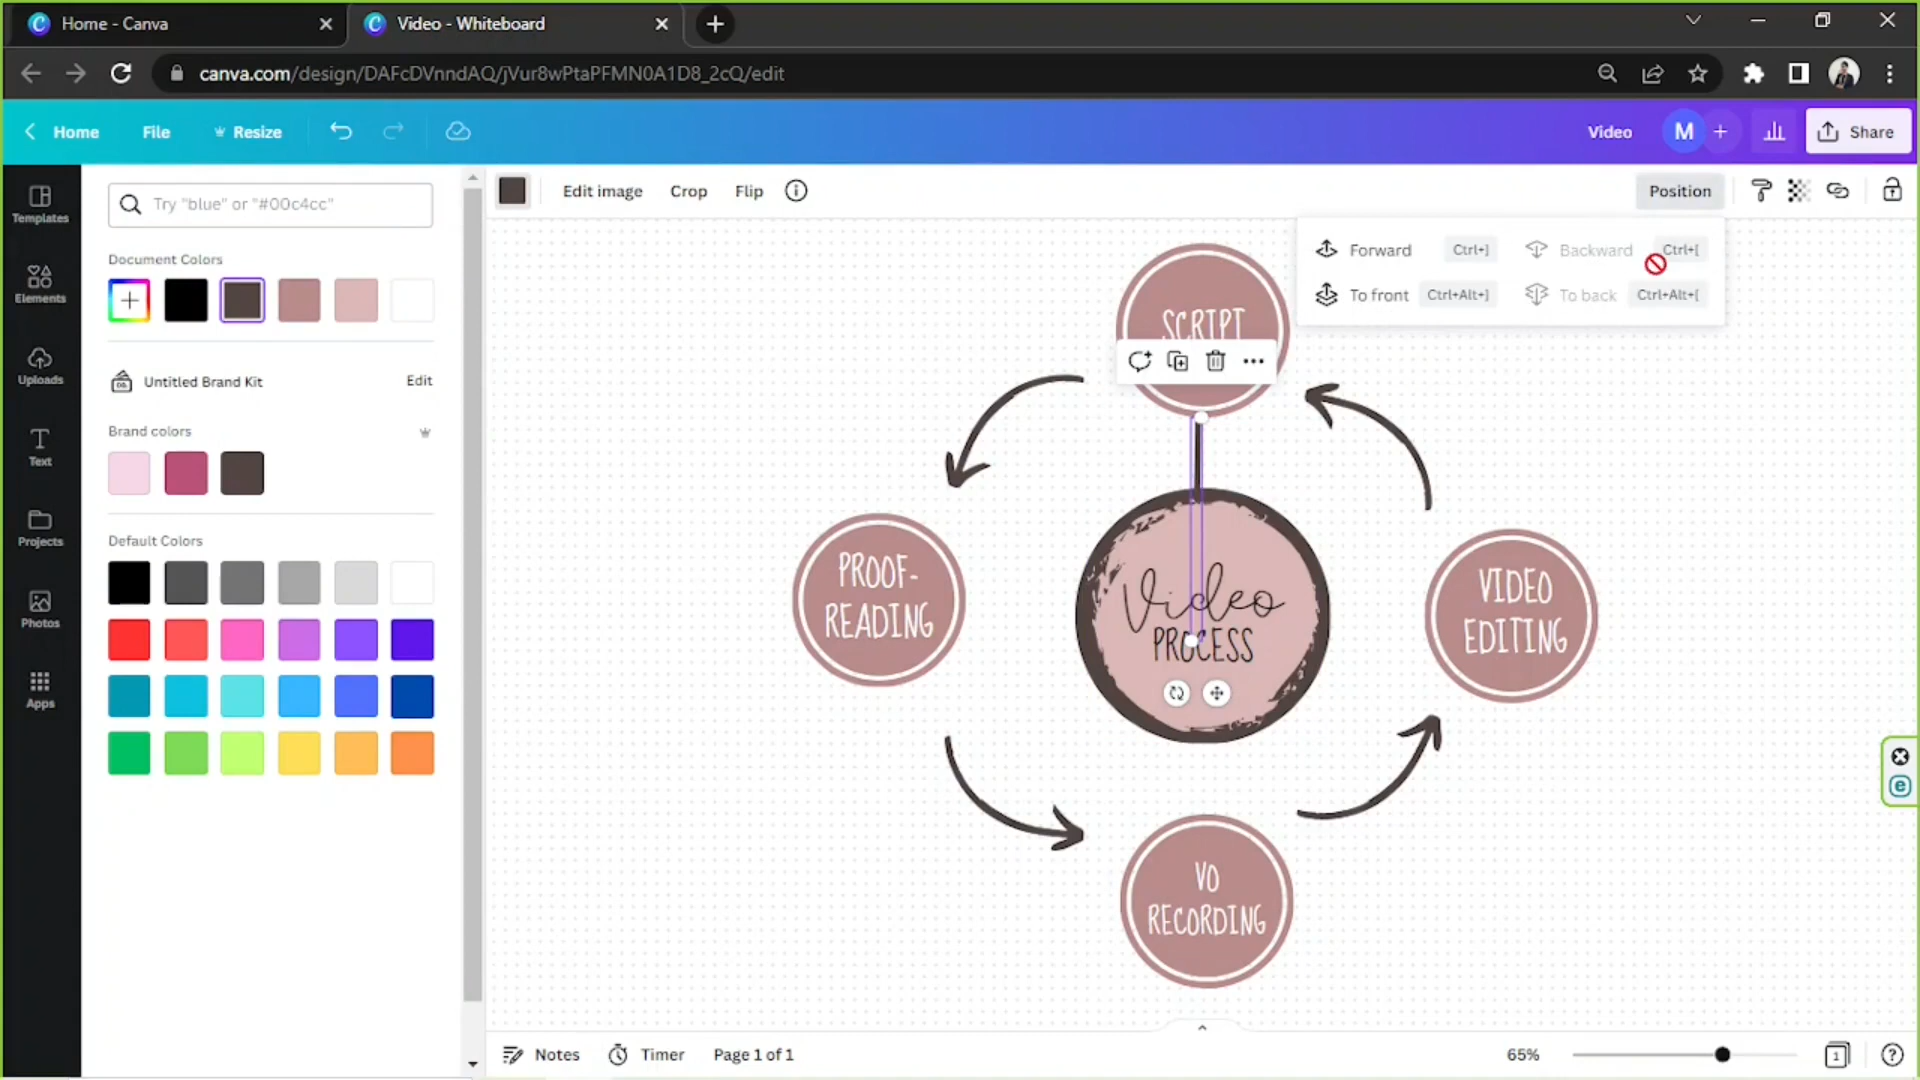 Home - Canva
Video - Whiteboard
canva.com/design/DAFcDVnndAQ/jVur8wPtaPFMN0A1D8_2cQ/edit
Home
File
Resize
Video
M
Share
Templates
Elements
Uploads
Text
Projects
Photos
Apps
Try "blue" or "#00c4cc"
Document Colors
Untitled Brand Kit
Edit
Brand colors
Default Colors
Edit image
Crop
Flip
Position
Forward Ctrl+]
Backward Ctrl+[
To front Ctrl+Alt+]
To back Ctrl+Alt+[
SCRIPT
PROOF-
READING
Video
PROCESS
VIDEO
EDITING
VO
RECORDING
Notes
Timer
Page 1 of 1
65%
1